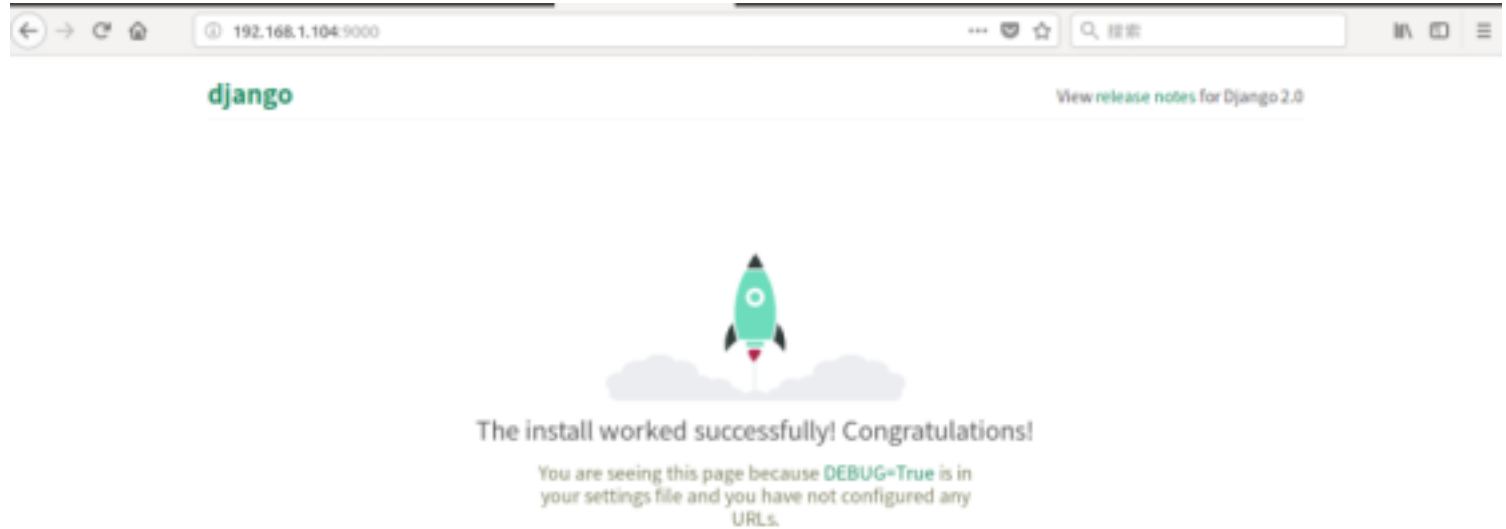 192.168.1.104:9000
搜索
django
View release notes for Django 2.0
The install worked successfully! Congratulations!
You are seeing this page because DEBUG=True is in
your settings file and you have not configured any
URLs.